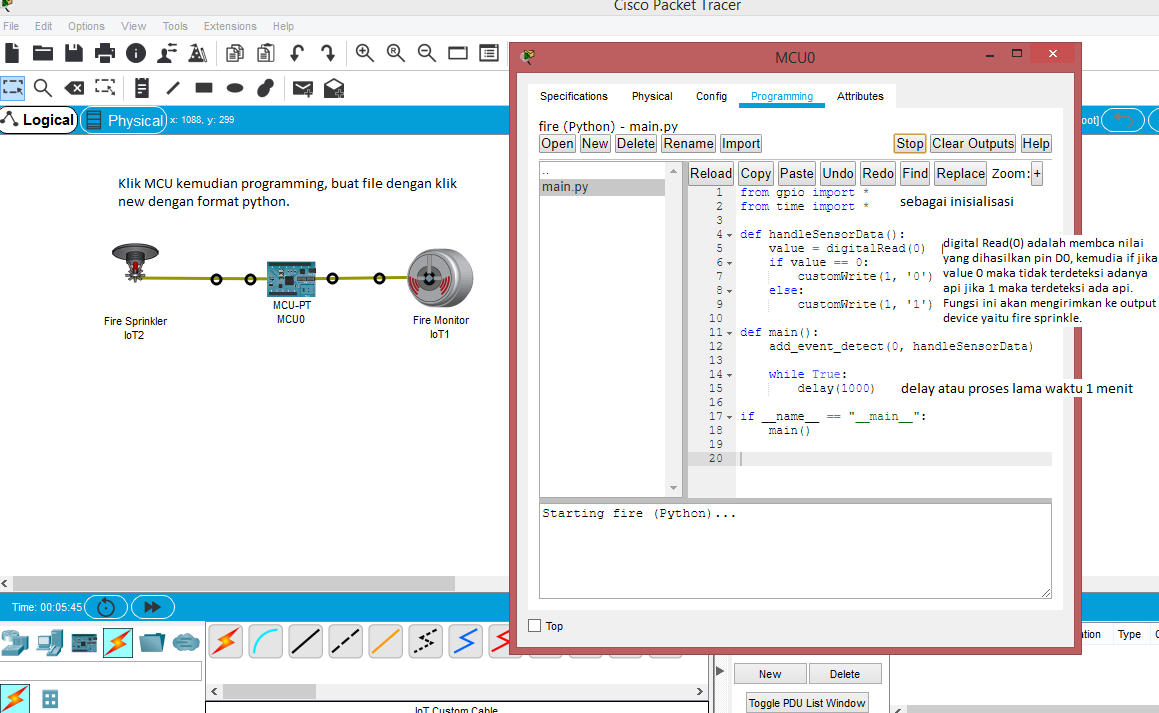 Cisco Packet Tracer
File Edit Options View Tools Extensions Help
Logical Physical x: 1088, y: 299
oot]
Klik MCU kemudian programming, buat file dengan klik
new dengan format python.
MCU-PT
MCU0
Fire Sprinkler
IoT2
Fire Monitor
IoT1
MCU0
Specifications Physical Config Programming Attributes
fire (Python) - main.py
Open New Delete Rename Import Stop Clear Outputs Help
..
main.py
Reload Copy Paste Undo Redo Find Replace Zoom: +
1 from gpio import *
2 from time import *
3
4 def handleSensorData():
5 value = digitalRead(0)
6 if value == 0:
7 customWrite(1, '0')
8 else:
9 customWrite(1, '1')
10
11 def main():
12 add_event_detect(0, handleSensorData)
13
14 while True:
15 delay(1000)
16
17 if __name__ == "__main__":
18 main()
19
20
sebagai inisialisasi
digital Read(0) adalah membca nilai
yang dihasilkan pin D0, kemudia if jika
value 0 maka tidak terdeteksi adanya
api jika 1 maka terdeteksi ada api.
Fungsi ini akan mengirimkan ke output
device yaitu fire sprinkle.
delay atau proses lama waktu 1 menit
Starting fire (Python)...
Top
Time: 00:05:45
ation Type
New Delete
Toggle PDU List Window
IoT Custom Cable